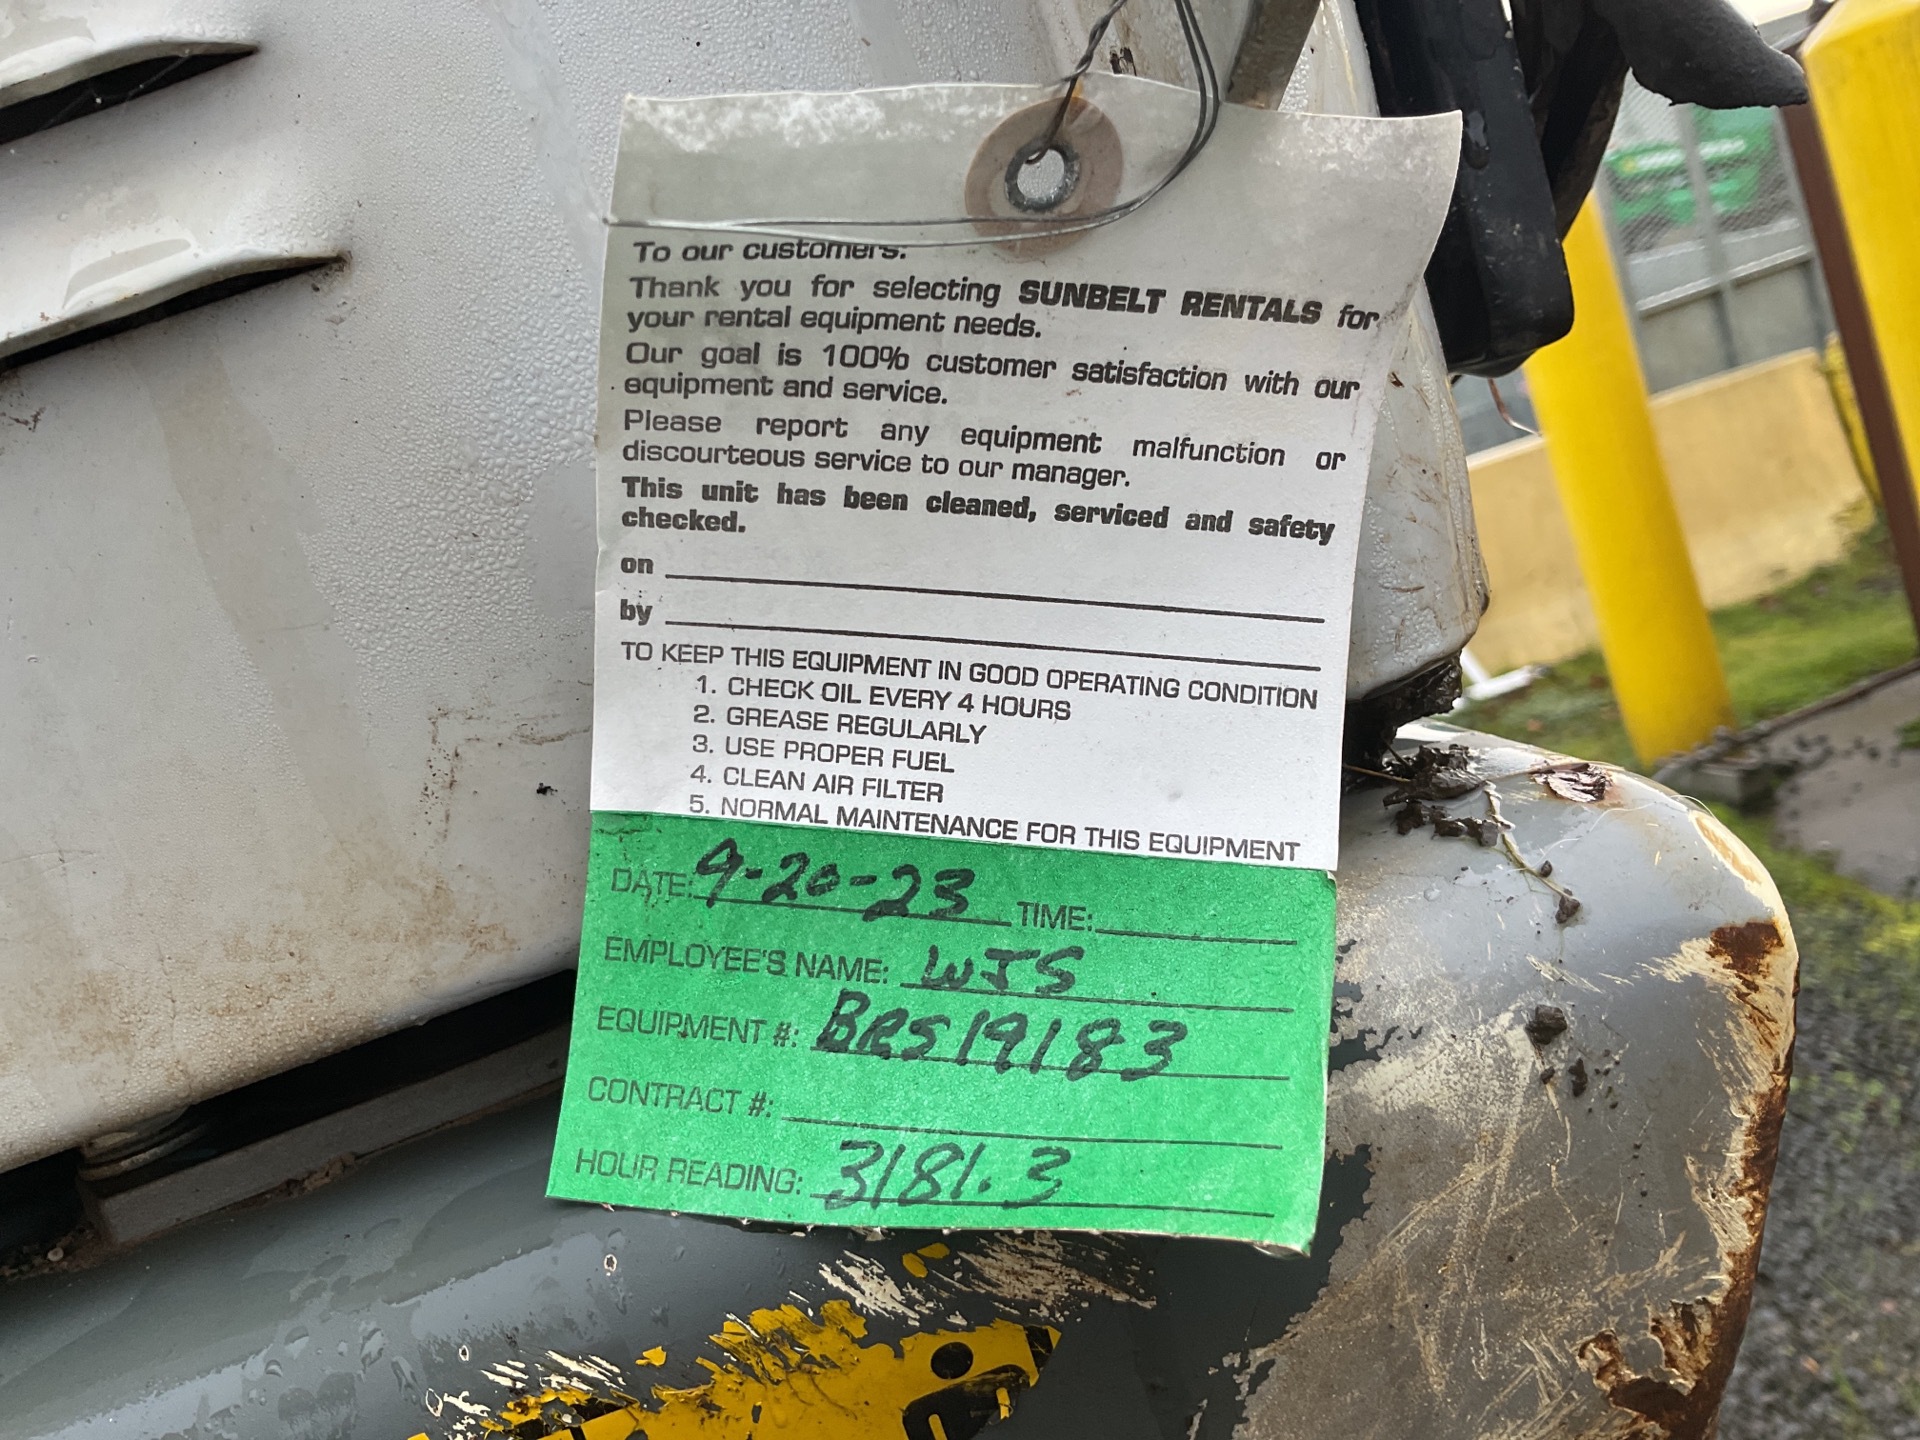 To our customers:
Thank you for selecting SUNBELT RENTALS for
your rental equipment needs.
Our goal is 100% customer satisfaction with our
equipment and service.
Please report any equipment malfunction or
discourteous service to our manager.
This unit has been cleaned, serviced and safety
checked.
on
by
TO KEEP THIS EQUIPMENT IN GOOD OPERATING CONDITION
1. CHECK OIL EVERY 4 HOURS
2. GREASE REGULARLY
3. USE PROPER FUEL
4. CLEAN AIR FILTER
5. NORMAL MAINTENANCE FOR THIS EQUIPMENT
DATE: 9-20-23 TIME:
EMPLOYEE'S NAME: WJS
EQUIPMENT #: BRS19183
CONTRACT #:
HOUR READING: 3181.3